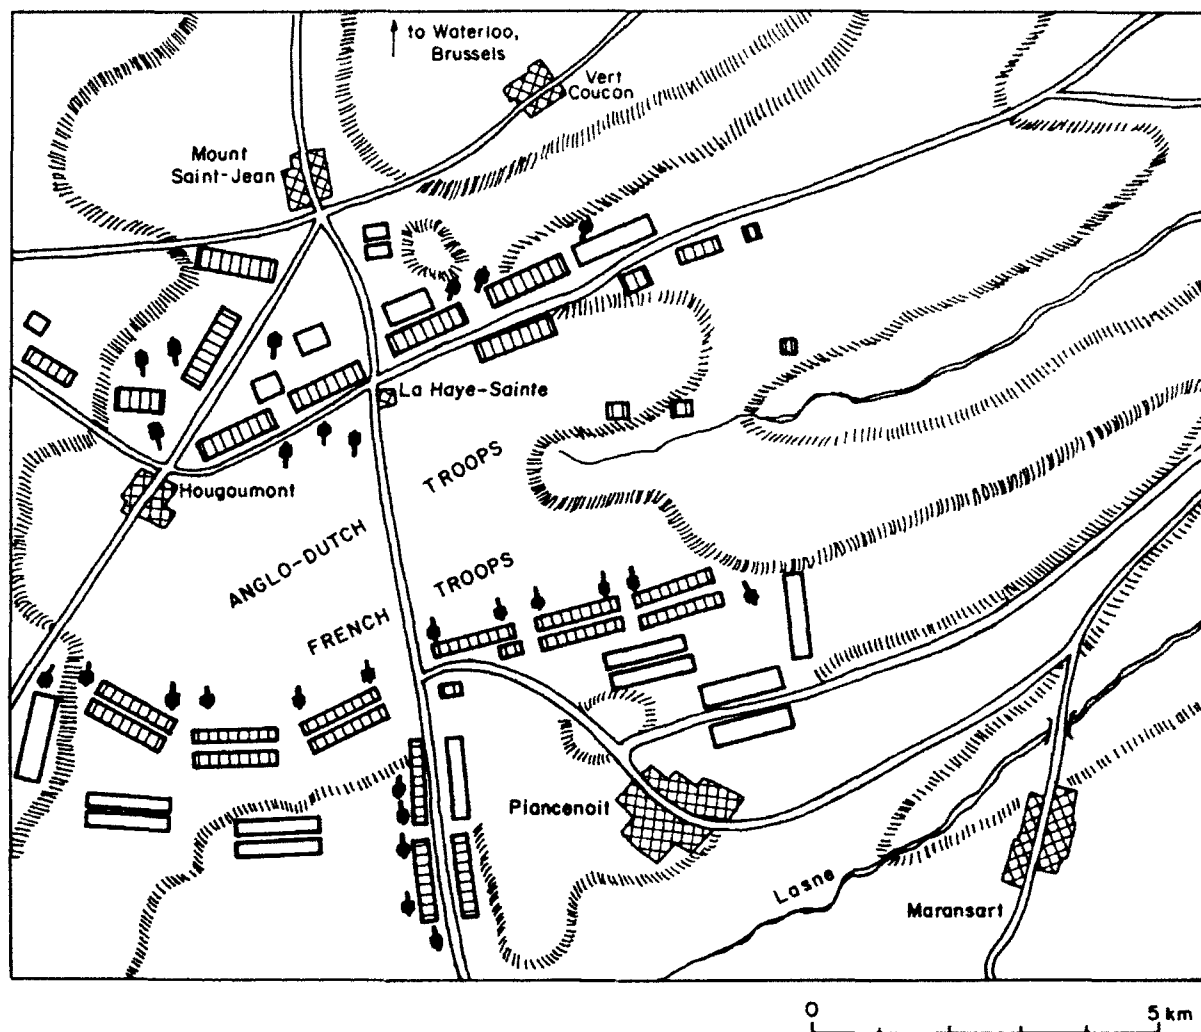 to Waterloo,
Brussels
Vert
Coucon
Mount
Saint-Jean
La Haye-Sainte
TROOPS
Hougoumont
ANGLO-DUTCH
TROOPS
FRENCH
Plancenoit
Lasne
Maransart
0 5 km